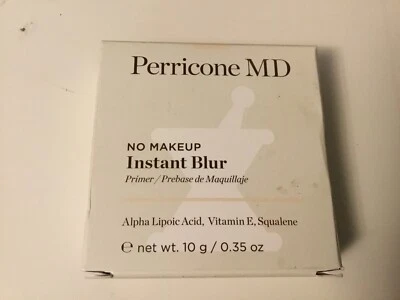 Perricone MD
NO MAKEUP
Instant Blur
Primer / Prebase de Maquillaje
Alpha Lipoic Acid, Vitamin E, Squalene
℮ net wt. 10 g / 0.35 oz